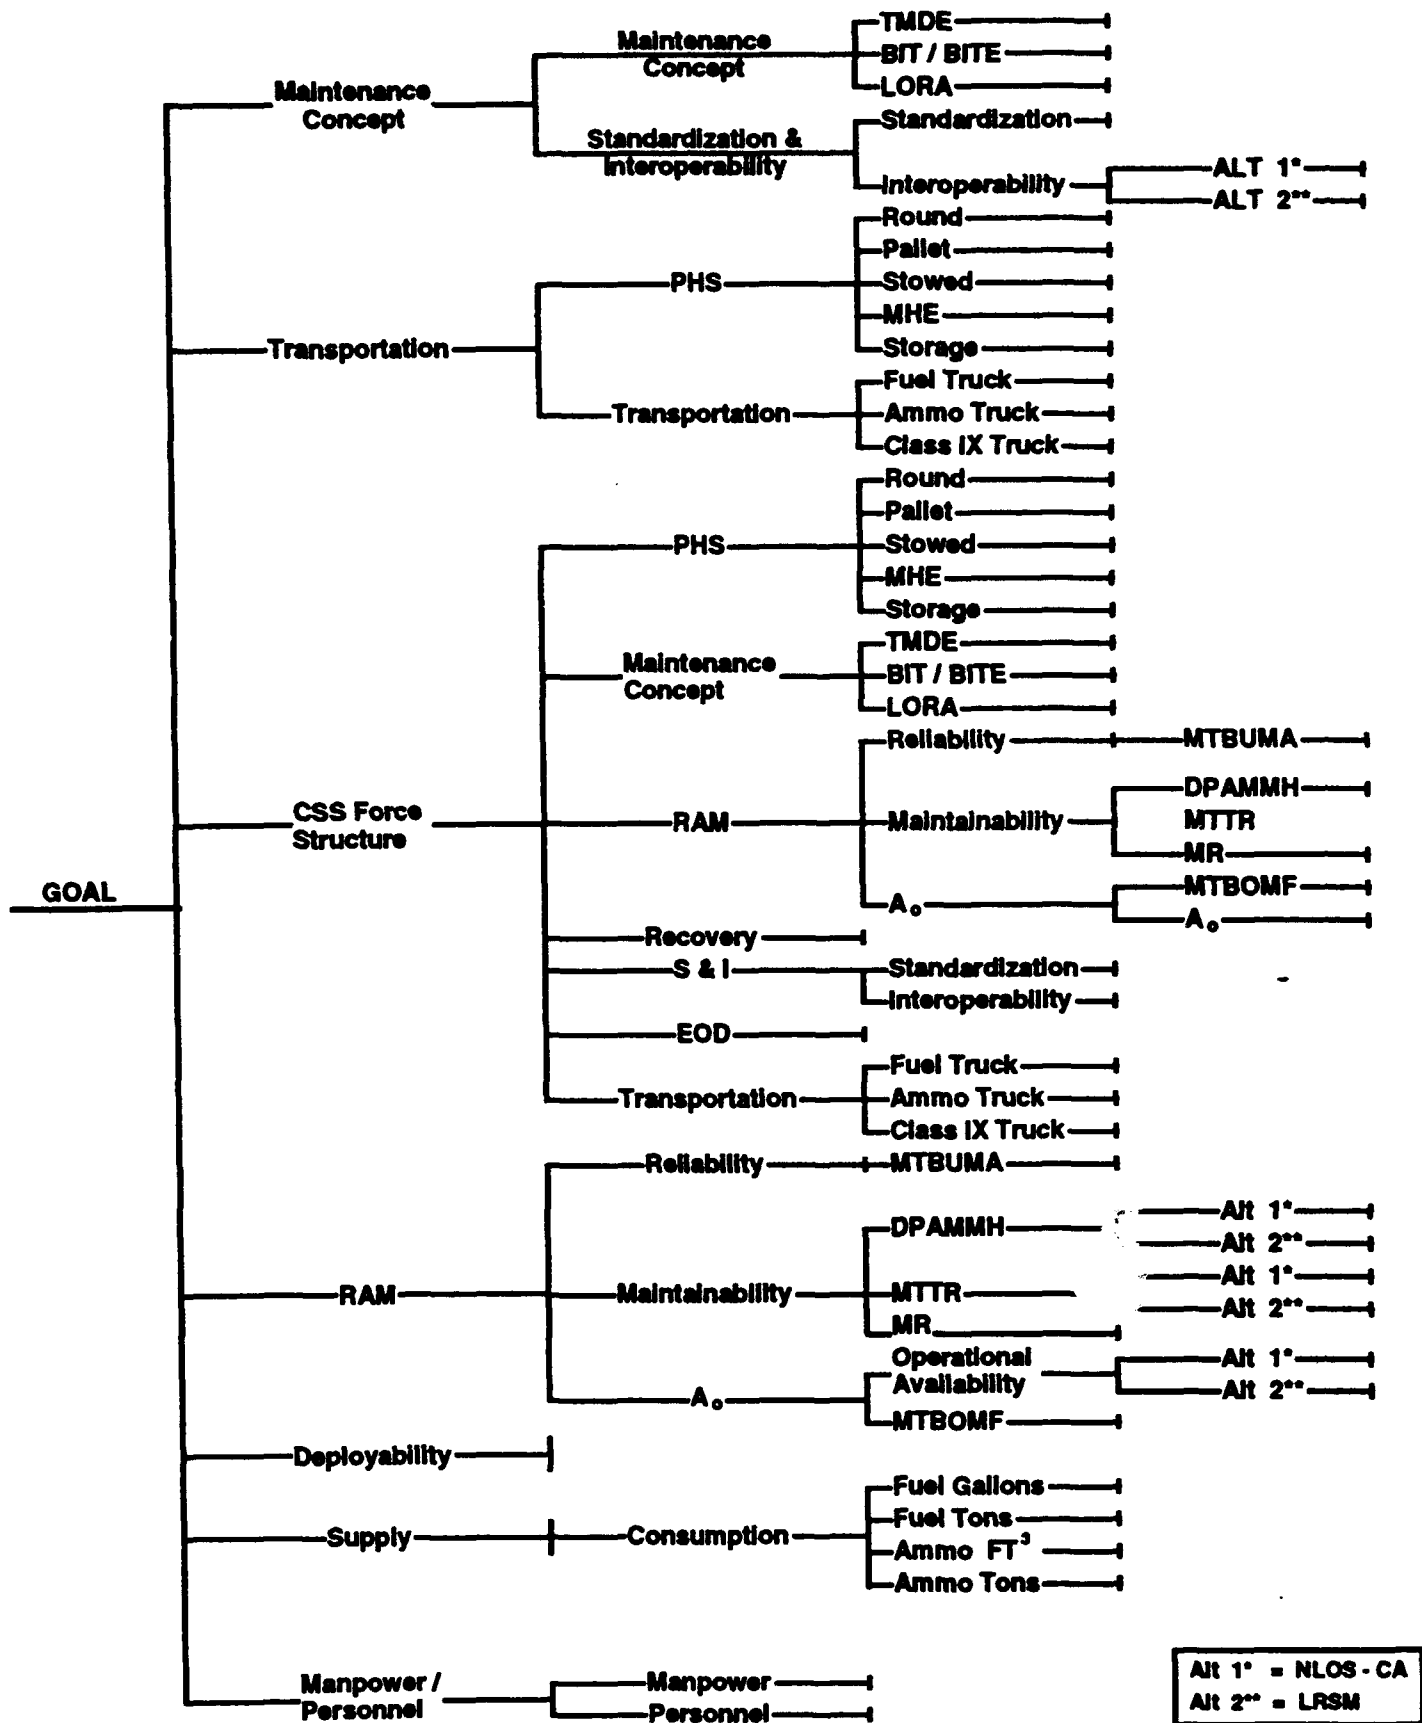 TMDE
Maintenance
Concept
BIT / BITE
LORA
Maintenance
Concept
Standardization
Standardization &
Interoperability
Interoperability
ALT 1*
ALT 2**
Round
Pallet
PHS
Stowed
MHE
Storage
Transportation
Fuel Truck
Transportation
Ammo Truck
Class IX Truck
Round
Pallet
PHS
Stowed
MHE
Storage
TMDE
Maintenance
Concept
BIT / BITE
LORA
Reliability
MTBUMA
CSS Force
Structure
RAM
Maintainability
DPAMMH
MTTR
MR
GOAL
A₀
MTBOMF
A₀
Recovery
S & I
Standardization
Interoperability
EOD
Fuel Truck
Transportation
Ammo Truck
Class IX Truck
Reliability
MTBUMA
DPAMMH
Alt 1*
Alt 2**
RAM
Maintainability
MTTR
Alt 1*
Alt 2**
MR
Operational
Availability
Alt 1*
Alt 2**
A₀
MTBOMF
Deployability
Fuel Gallons
Fuel Tons
Supply
Consumption
Ammo FT³
Ammo Tons
Manpower /
Personnel
Manpower
Personnel
Alt 1* = NLOS - CA
Alt 2** = LRSM